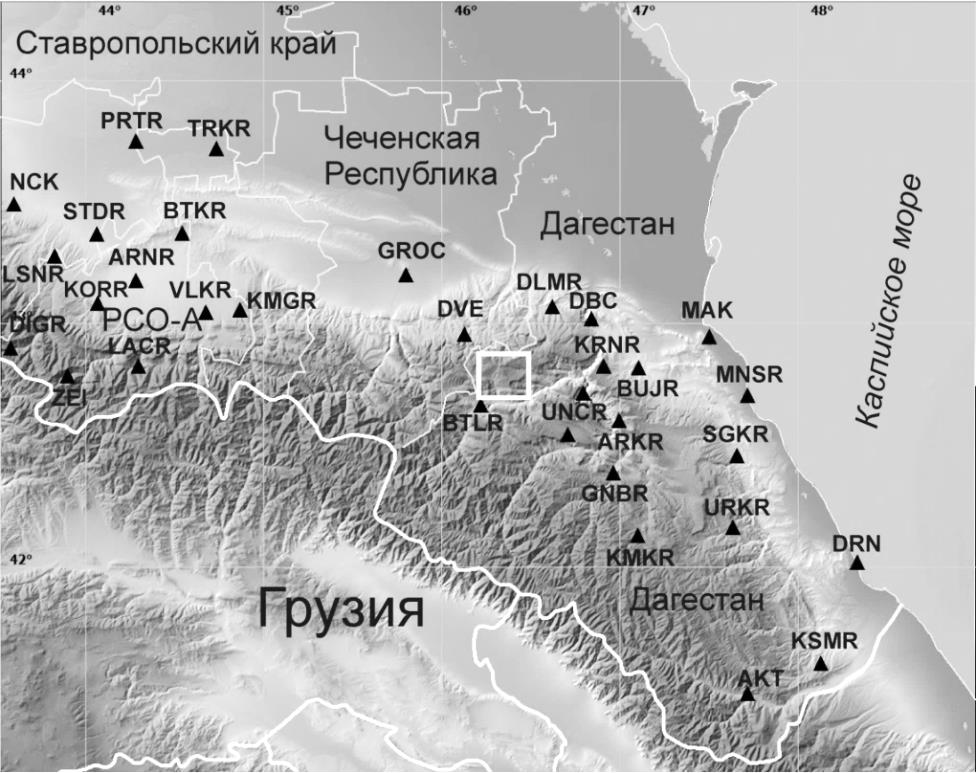 44° 45° 46° 47° 48°
Ставропольский край
44°
PRTR
TRKR
Чеченская
Республика
NCK
STDR
BTKR
Дагестан
Каспийское море
GROC
ARNR
LSNR
KORR
VLKR
KMGR
DLMR
DBC
DVE
MAK
РСО-А
DIGR
LACR
KRNR
ZEI
BUJR
MNSR
BTLR
UNCR
ARKR
SGKR
GNBR
URKR
KMKR
DRN
42°
Грузия
Дагестан
KSMR
AKT